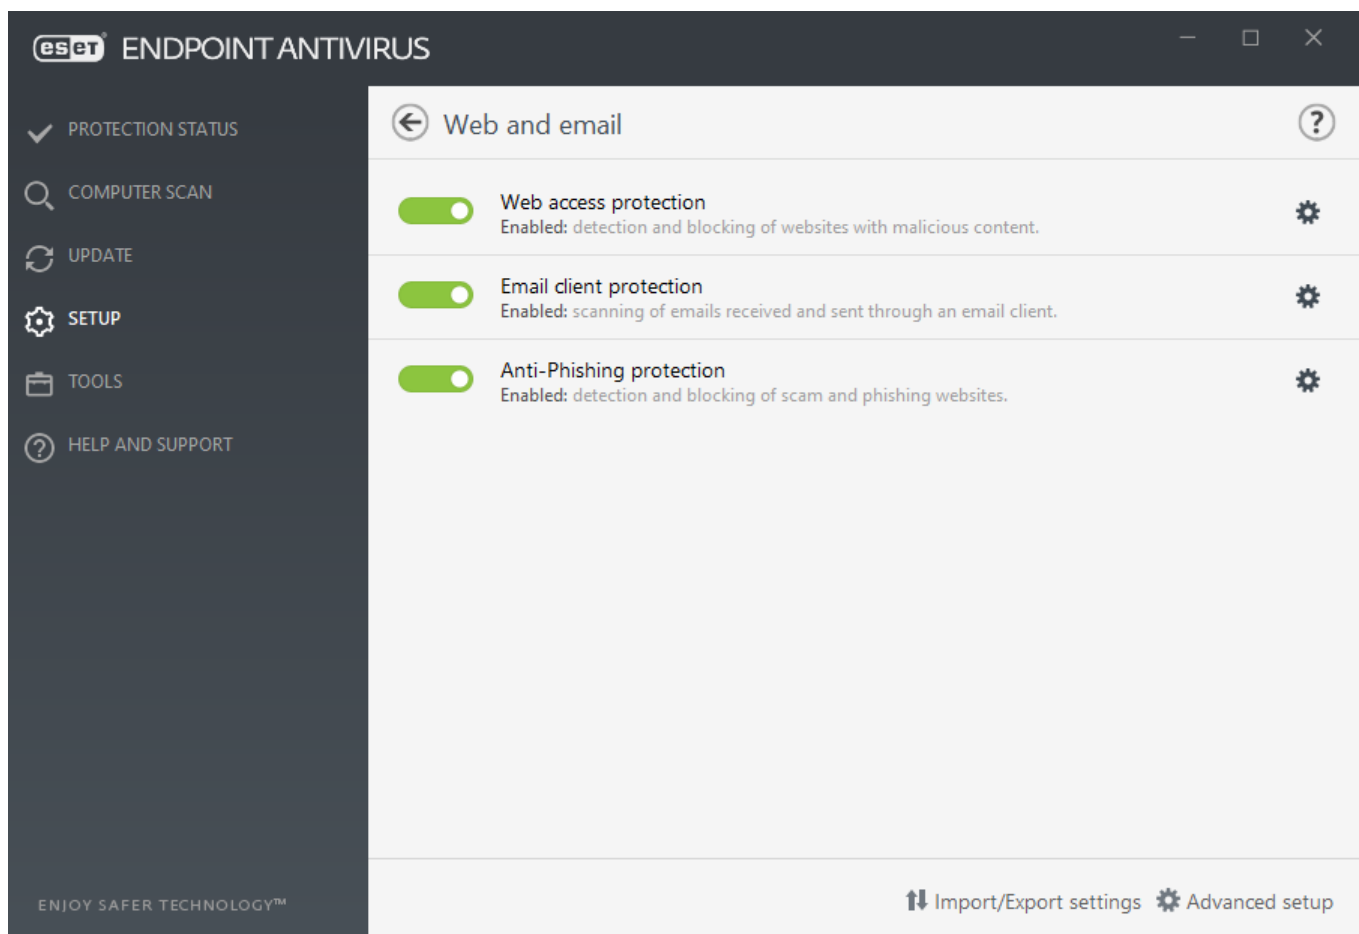 eset ENDPOINT ANTIVIRUS
PROTECTION STATUS
COMPUTER SCAN
UPDATE
SETUP
TOOLS
HELP AND SUPPORT
ENJOY SAFER TECHNOLOGY™
Web and email
?
Web access protection
Enabled: detection and blocking of websites with malicious content.
Email client protection
Enabled: scanning of emails received and sent through an email client.
Anti-Phishing protection
Enabled: detection and blocking of scam and phishing websites.
Import/Export settings Advanced setup